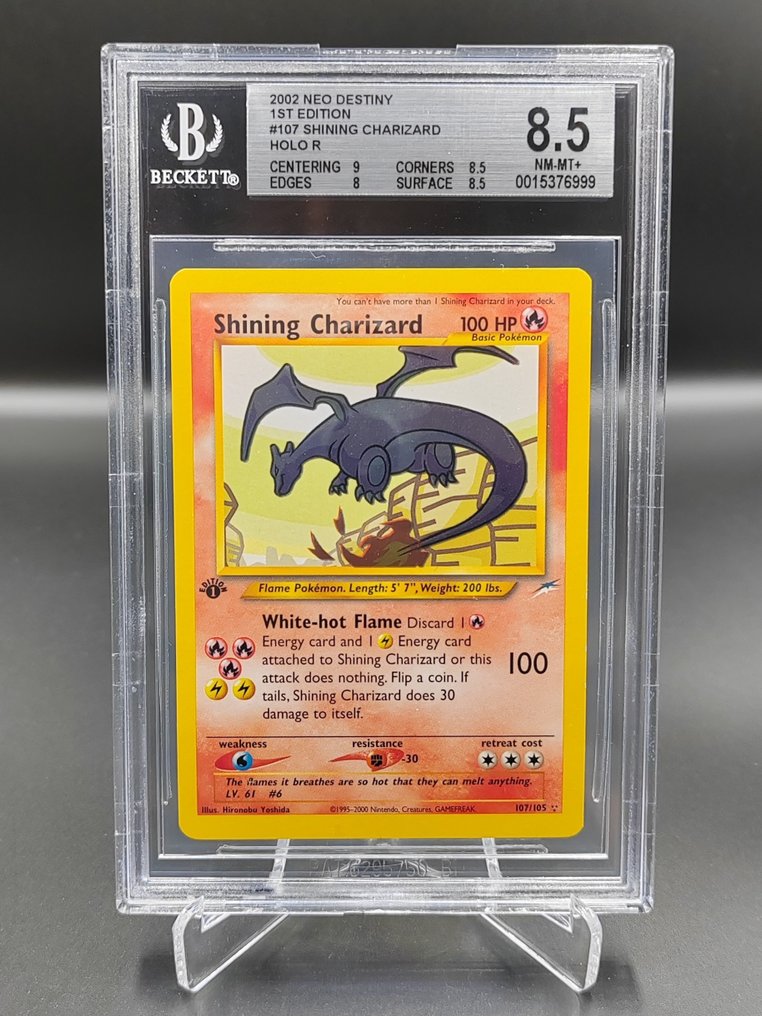 2002 NEO DESTINY
1ST EDITION
#107 SHINING CHARIZARD
HOLO R
CENTERING 9 CORNERS 8.5
EDGES 8 SURFACE 8.5
8.5
NM-MT+
0015376999
B
BECKETT®
You can't have more than 1 Shining Charizard in your deck.
Shining Charizard 100 HP
Basic Pokémon
EDITION
1
Flame Pokémon. Length: 5' 7", Weight: 200 lbs.
White-hot Flame Discard 1
Energy card and 1 Energy card
attached to Shining Charizard or this
attack does nothing. Flip a coin. If
tails, Shining Charizard does 30
damage to itself.
100
weakness resistance retreat cost
-30
The flames it breathes are so hot that they can melt anything.
LV. 61 #6
Illus. Hironobu Yoshida ©1995-2000 Nintendo, Creatures, GAMEFREAK. 107/105